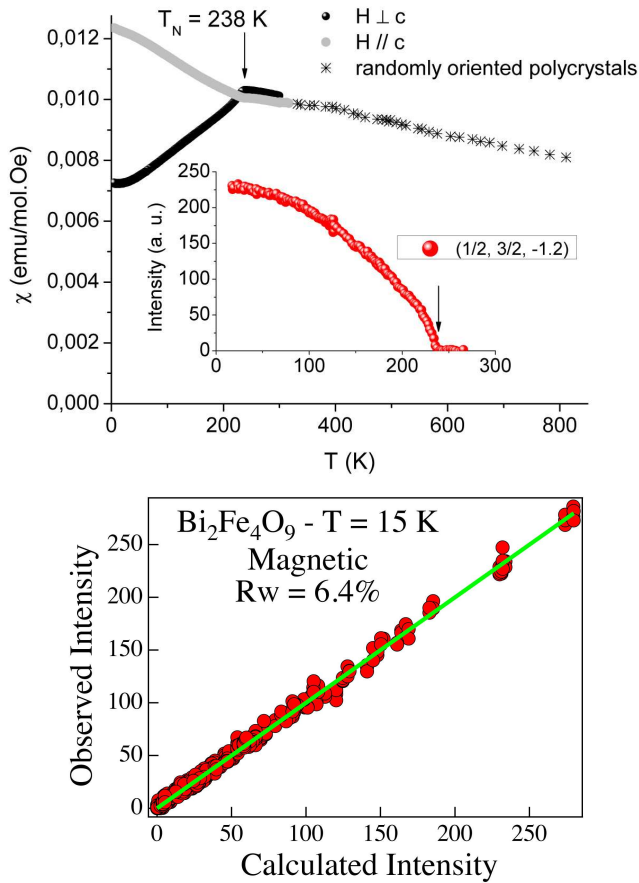 T_N = 238 K
H ⊥ c
H // c
randomly oriented polycrystals
0,012
0,010
0,008
0,006
0,004
0,002
0,000
χ (emu/mol.Oe)
0
200
400
600
800
T (K)
250
200
150
100
50
0
Intensity (a. u.)
0
100
200
300
(1/2, 3/2, -1.2)
Bi₂Fe₄O₉ - T = 15 K
Magnetic
Rw = 6.4%
250
200
150
100
50
0
Observed Intensity
0
50
100
150
200
250
Calculated Intensity